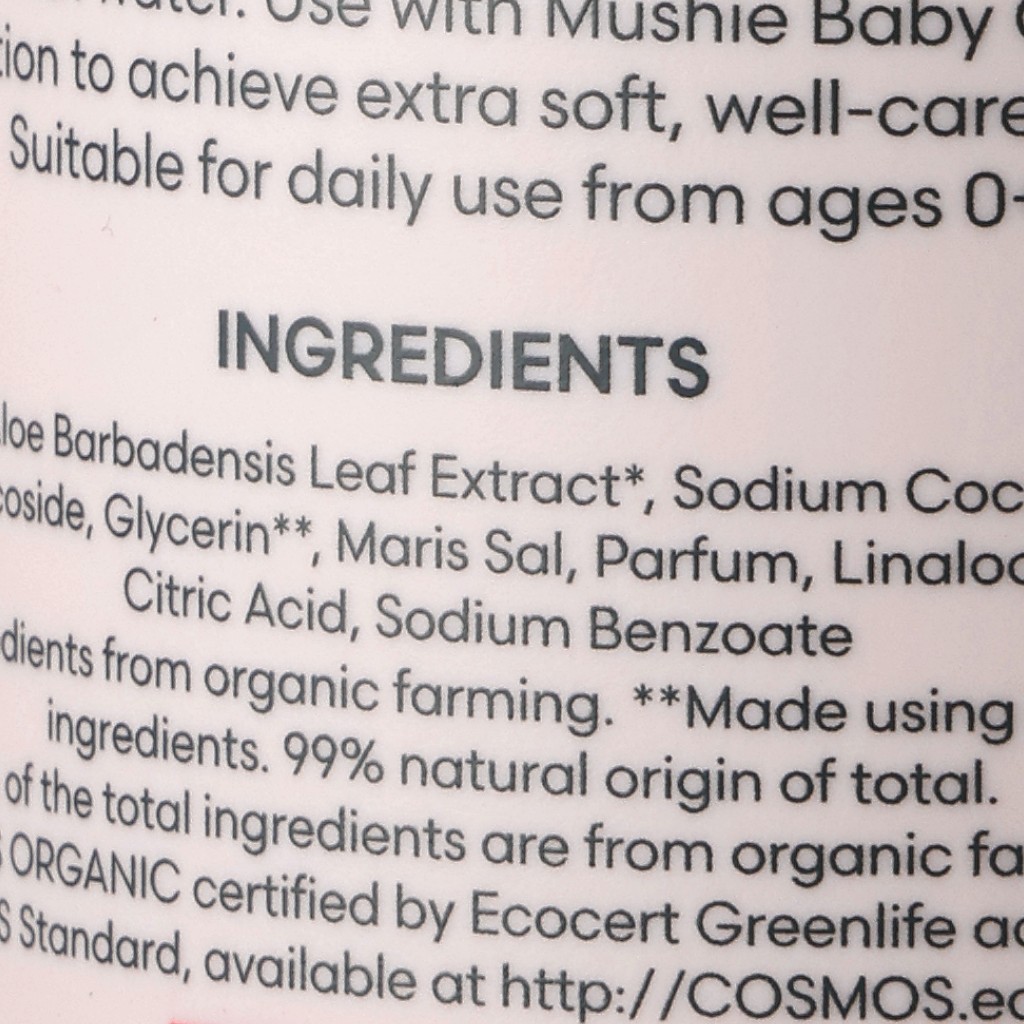 Use with Mushie Baby
to achieve extra soft, well-care
Suitable for daily use from ages 0-
INGREDIENTS
loe Barbadensis Leaf Extract*, Sodium Coc
coside, Glycerin**, Maris Sal, Parfum, Linaloo
Citric Acid, Sodium Benzoate
dients from organic farming. **Made using
ingredients. 99% natural origin of total.
of the total ingredients are from organic fa
ORGANIC certified by Ecocert Greenlife ac
S Standard, available at http://COSMOS.ec